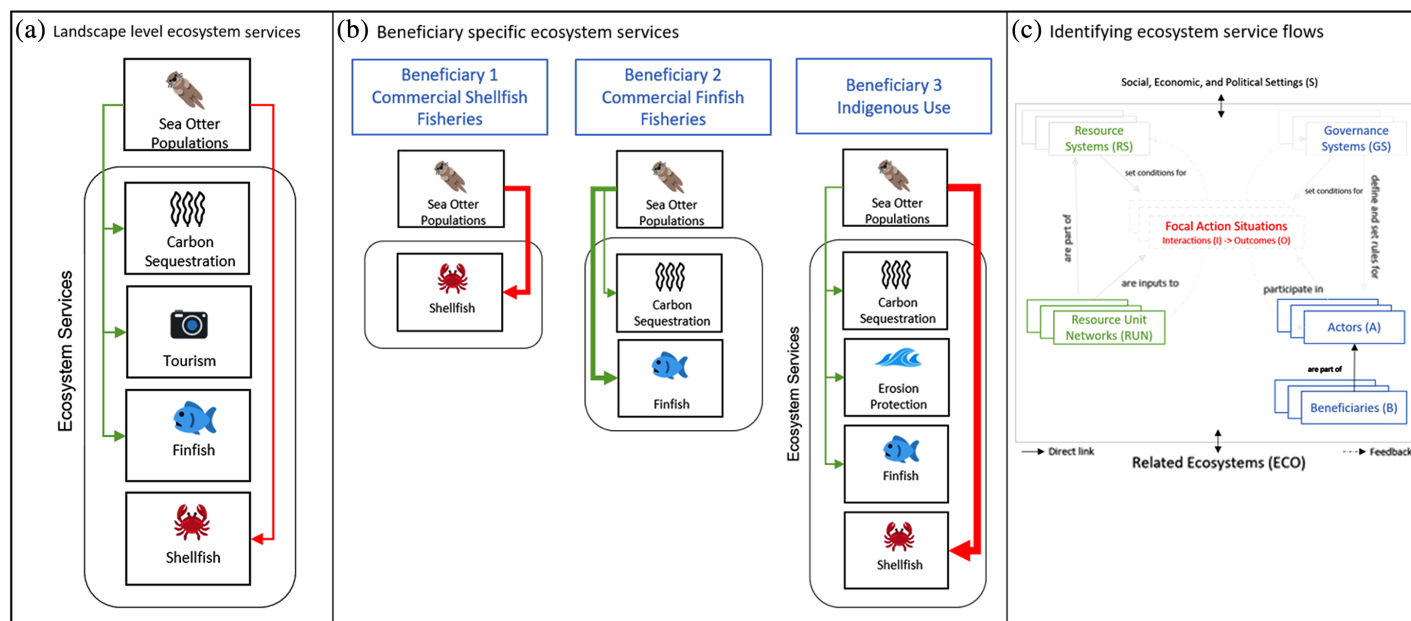 (a) Landscape level ecosystem services
Sea Otter
Populations
Ecosystem Services
Carbon
Sequestration
Tourism
Finfish
Shellfish
(b) Beneficiary specific ecosystem services
Beneficiary 1
Commercial Shellfish
Fisheries
Sea Otter
Populations
Shellfish
Beneficiary 2
Commercial Finfish
Fisheries
Sea Otter
Populations
Carbon
Sequestration
Finfish
Beneficiary 3
Indigenous Use
Sea Otter
Populations
Ecosystem Services
Carbon
Sequestration
Erosion
Protection
Finfish
Shellfish
(c) Identifying ecosystem service flows
Social, Economic, and Political Settings (S)
Resource
Systems (RS)
Governance
Systems (GS)
set conditions for
set conditions for
define and set rules for
Focal Action Situations
Interactions (I) -> Outcomes (O)
are part of
are inputs to
participate in
Resource Unit
Networks (RUN)
Actors (A)
are part of
Beneficiaries (B)
Direct link
Feedback
Related Ecosystems (ECO)